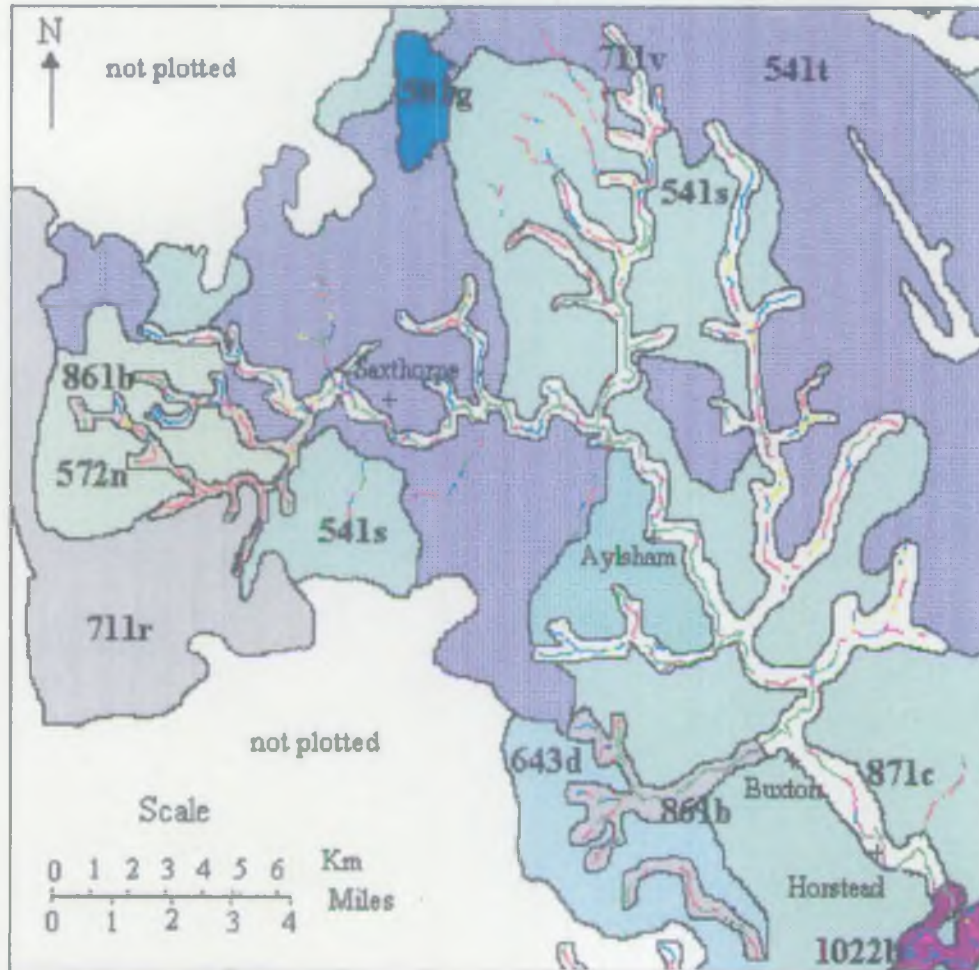 N
not plotted
711v
541t
541s
Saxthorpe
861b
572n
541s
Aylsham
711r
not plotted
643d
Buxton
871c
861b
Scale
Horstead
0 1 2 3 4 5 6 Km
0 1 2 3 4 Miles
1022b